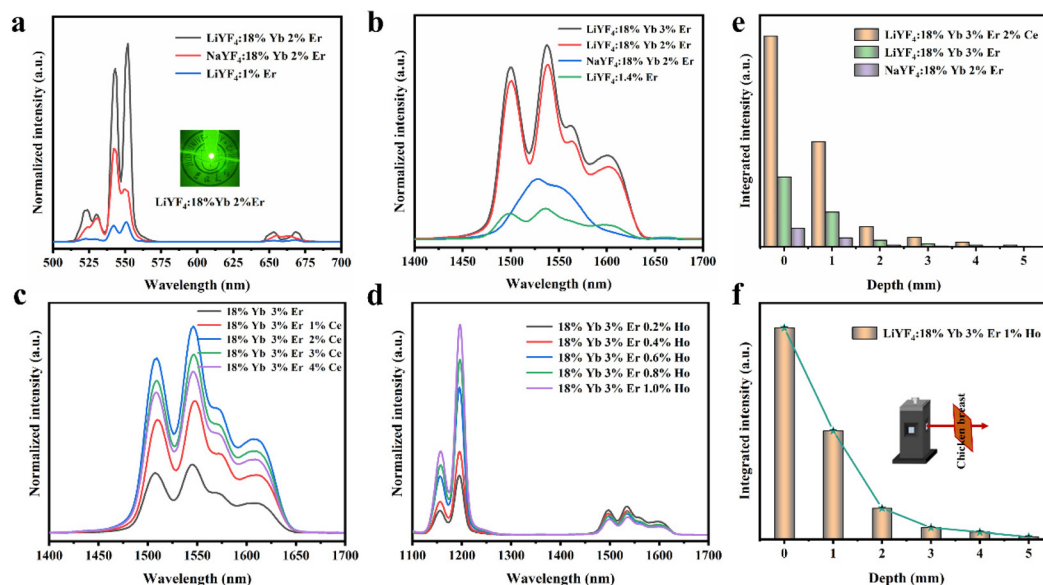 a
Normalized intensity (a.u.)
LiYF4:18% Yb 2% Er
NaYF4:18% Yb 2% Er
LiYF4:1% Er
LiYF4:18%Yb 2%Er
500 525 550 575 600 625 650 675 700
Wavelength (nm)
b
Normalized intensity (a.u.)
LiYF4:18% Yb 3% Er
LiYF4:18% Yb 2% Er
NaYF4:18% Yb 2% Er
LiYF4:1.4% Er
1400 1450 1500 1550 1600 1650 1700
Wavelength (nm)
e
Integrated intensity (a.u.)
LiYF4:18% Yb 3% Er 2% Ce
LiYF4:18% Yb 3% Er
NaYF4:18% Yb 2% Er
0 1 2 3 4 5
Depth (mm)
c
Normalized intensity (a.u.)
18% Yb 3% Er
18% Yb 3% Er 1% Ce
18% Yb 3% Er 2% Ce
18% Yb 3% Er 3% Ce
18% Yb 3% Er 4% Ce
1400 1450 1500 1550 1600 1650 1700
Wavelength (nm)
d
Normalized intensity (a.u.)
18% Yb 3% Er 0.2% Ho
18% Yb 3% Er 0.4% Ho
18% Yb 3% Er 0.6% Ho
18% Yb 3% Er 0.8% Ho
18% Yb 3% Er 1.0% Ho
1100 1200 1300 1400 1500 1600 1700
Wavelength (nm)
f
Integrated intensity (a.u.)
LiYF4:18% Yb 3% Er 1% Ho
Chicken breast
0 1 2 3 4 5
Depth (mm)